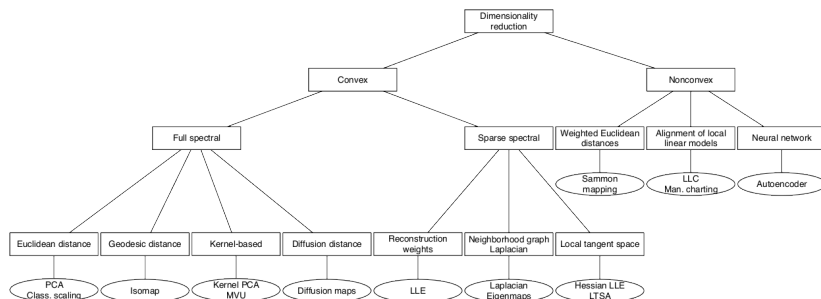 Dimensionality
reduction
Convex
Nonconvex
Full spectral
Sparse spectral
Weighted Euclidean
distances
Alignment of local
linear models
Neural network
Sammon
mapping
LLC
Man. charting
Autoencoder
Euclidean distance
Geodesic distance
Kernel-based
Diffusion distance
Reconstruction
weights
Neighborhood graph
Laplacian
Local tangent space
PCA
Class. scaling
Isomap
Kernel PCA
MVU
Diffusion maps
LLE
Laplacian
Eigenmaps
Hessian LLE
LTSA